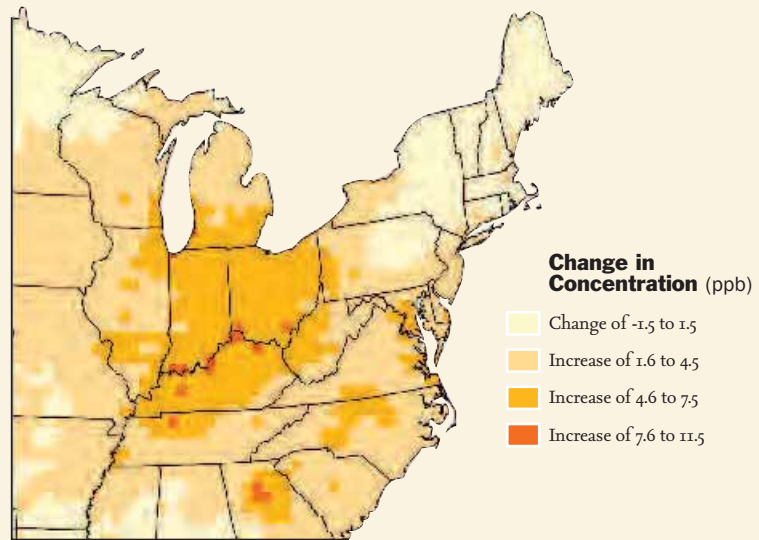 Change in
Concentration (ppb)
Change of -1.5 to 1.5
Increase of 1.6 to 4.5
Increase of 4.6 to 7.5
Increase of 7.6 to 11.5